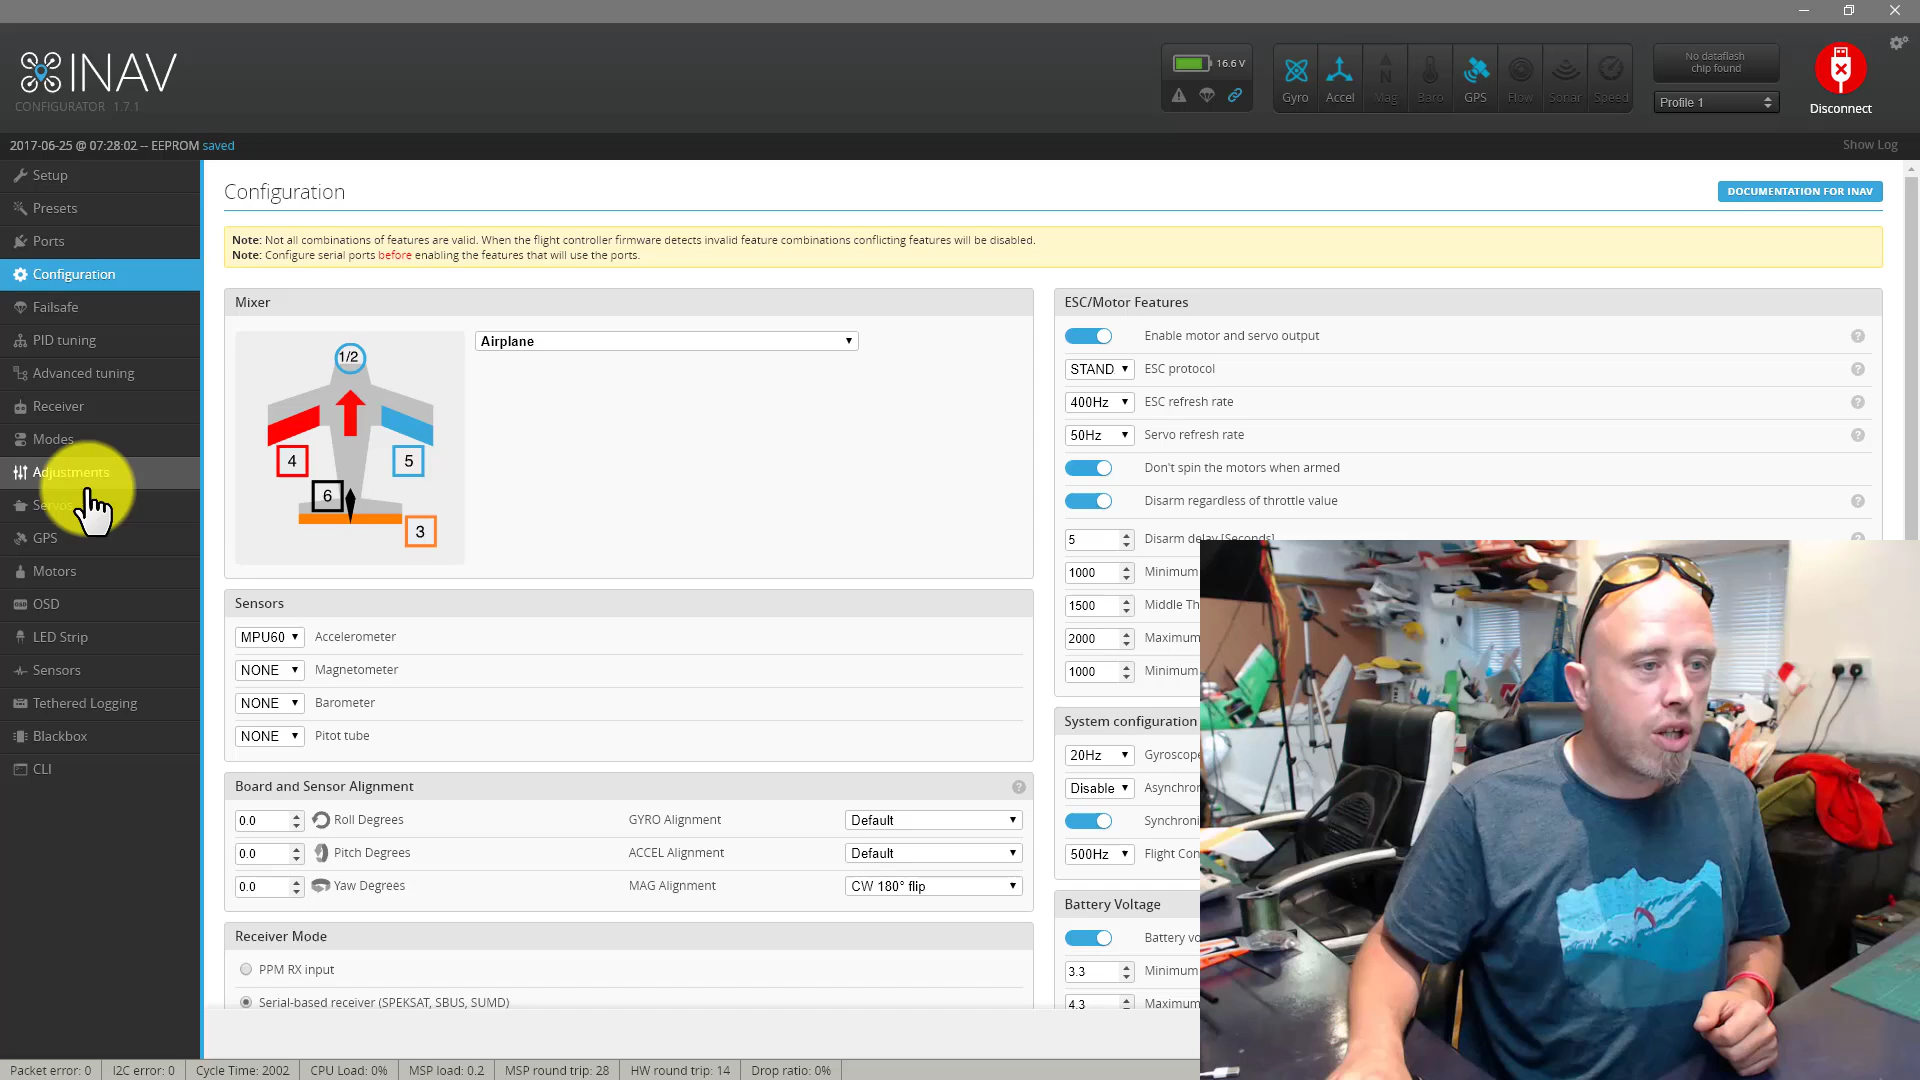 INAV
CONFIGURATOR 1.7.1
16.6 V
Gyro
Accel
Mag
Baro
GPS
Flow
Sonar
Speed
No dataflash
chip found
Profile 1
Disconnect
2017-06-25 @ 07:28:02 -- EEPROM saved
Show Log
Setup
Presets
Ports
Configuration
Failsafe
PID tuning
Advanced tuning
Receiver
Modes
Adjustments
Servos
GPS
Motors
OSD
LED Strip
Sensors
Tethered Logging
Blackbox
CLI
Configuration
DOCUMENTATION FOR INAV
Note: Not all combinations of features are valid. When the flight controller firmware detects invalid feature combinations conflicting features will be disabled.
Note: Configure serial ports before enabling the features that will use the ports.
Mixer
Airplane
1/2
4
5
6
3
Sensors
MPU60 Accelerometer
NONE Magnetometer
NONE Barometer
NONE Pitot tube
Board and Sensor Alignment
0.0 Roll Degrees GYRO Alignment Default
0.0 Pitch Degrees ACCEL Alignment Default
0.0 Yaw Degrees MAG Alignment CW 180° flip
Receiver Mode
PPM RX input
Serial-based receiver (SPEKSAT, SBUS, SUMD)
ESC/Motor Features
Enable motor and servo output
STAND ESC protocol
400Hz ESC refresh rate
50Hz Servo refresh rate
Don't spin the motors when armed
Disarm regardless of throttle value
5 Disarm delay [Seconds]
1000 Minimum
1500 Middle Th
2000 Maximum
1000 Minimum
System configuration
20Hz Gyroscope
Disable Asynchron
Synchroni
500Hz Flight Con
Battery Voltage
Battery vo
3.3 Minimum
4.3 Maximum
Packet error: 0
I2C error: 0
Cycle Time: 2002
CPU Load: 0%
MSP load: 0.2
MSP round trip: 28
HW round trip: 14
Drop ratio: 0%